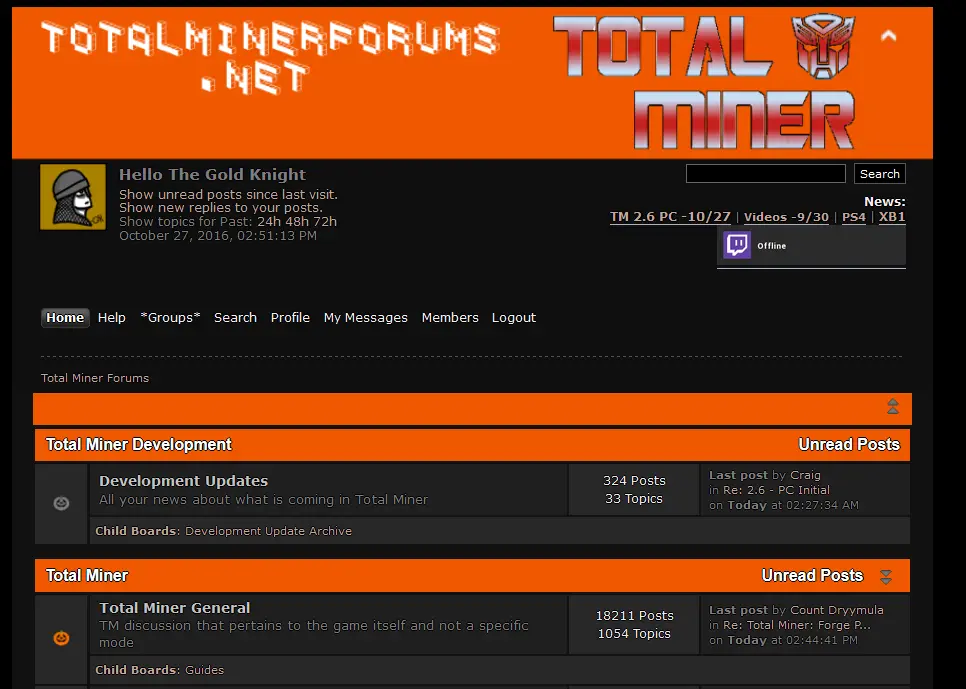 TOTALMINERFORUMS
.NET
TOTAL
MINER
Hello The Gold Knight
Show unread posts since last visit.
Show new replies to your posts.
Show topics for Past: 24h 48h 72h
October 27, 2016, 02:51:13 PM
Search
News:
TM 2.6 PC -10/27 | Videos -9/30 | PS4 | XB1
Offline
Home Help *Groups* Search Profile My Messages Members Logout
Total Miner Forums
Total Miner Development Unread Posts
Development Updates
All your news about what is coming in Total Miner
324 Posts
33 Topics
Last post by Craig
in Re: 2.6 - PC Initial
on Today at 02:27:34 AM
Child Boards: Development Update Archive
Total Miner Unread Posts
Total Miner General
TM discussion that pertains to the game itself and not a specific
mode
18211 Posts
1054 Topics
Last post by Count Dryymula
in Re: Total Miner: Forge P...
on Today at 02:44:41 PM
Child Boards: Guides